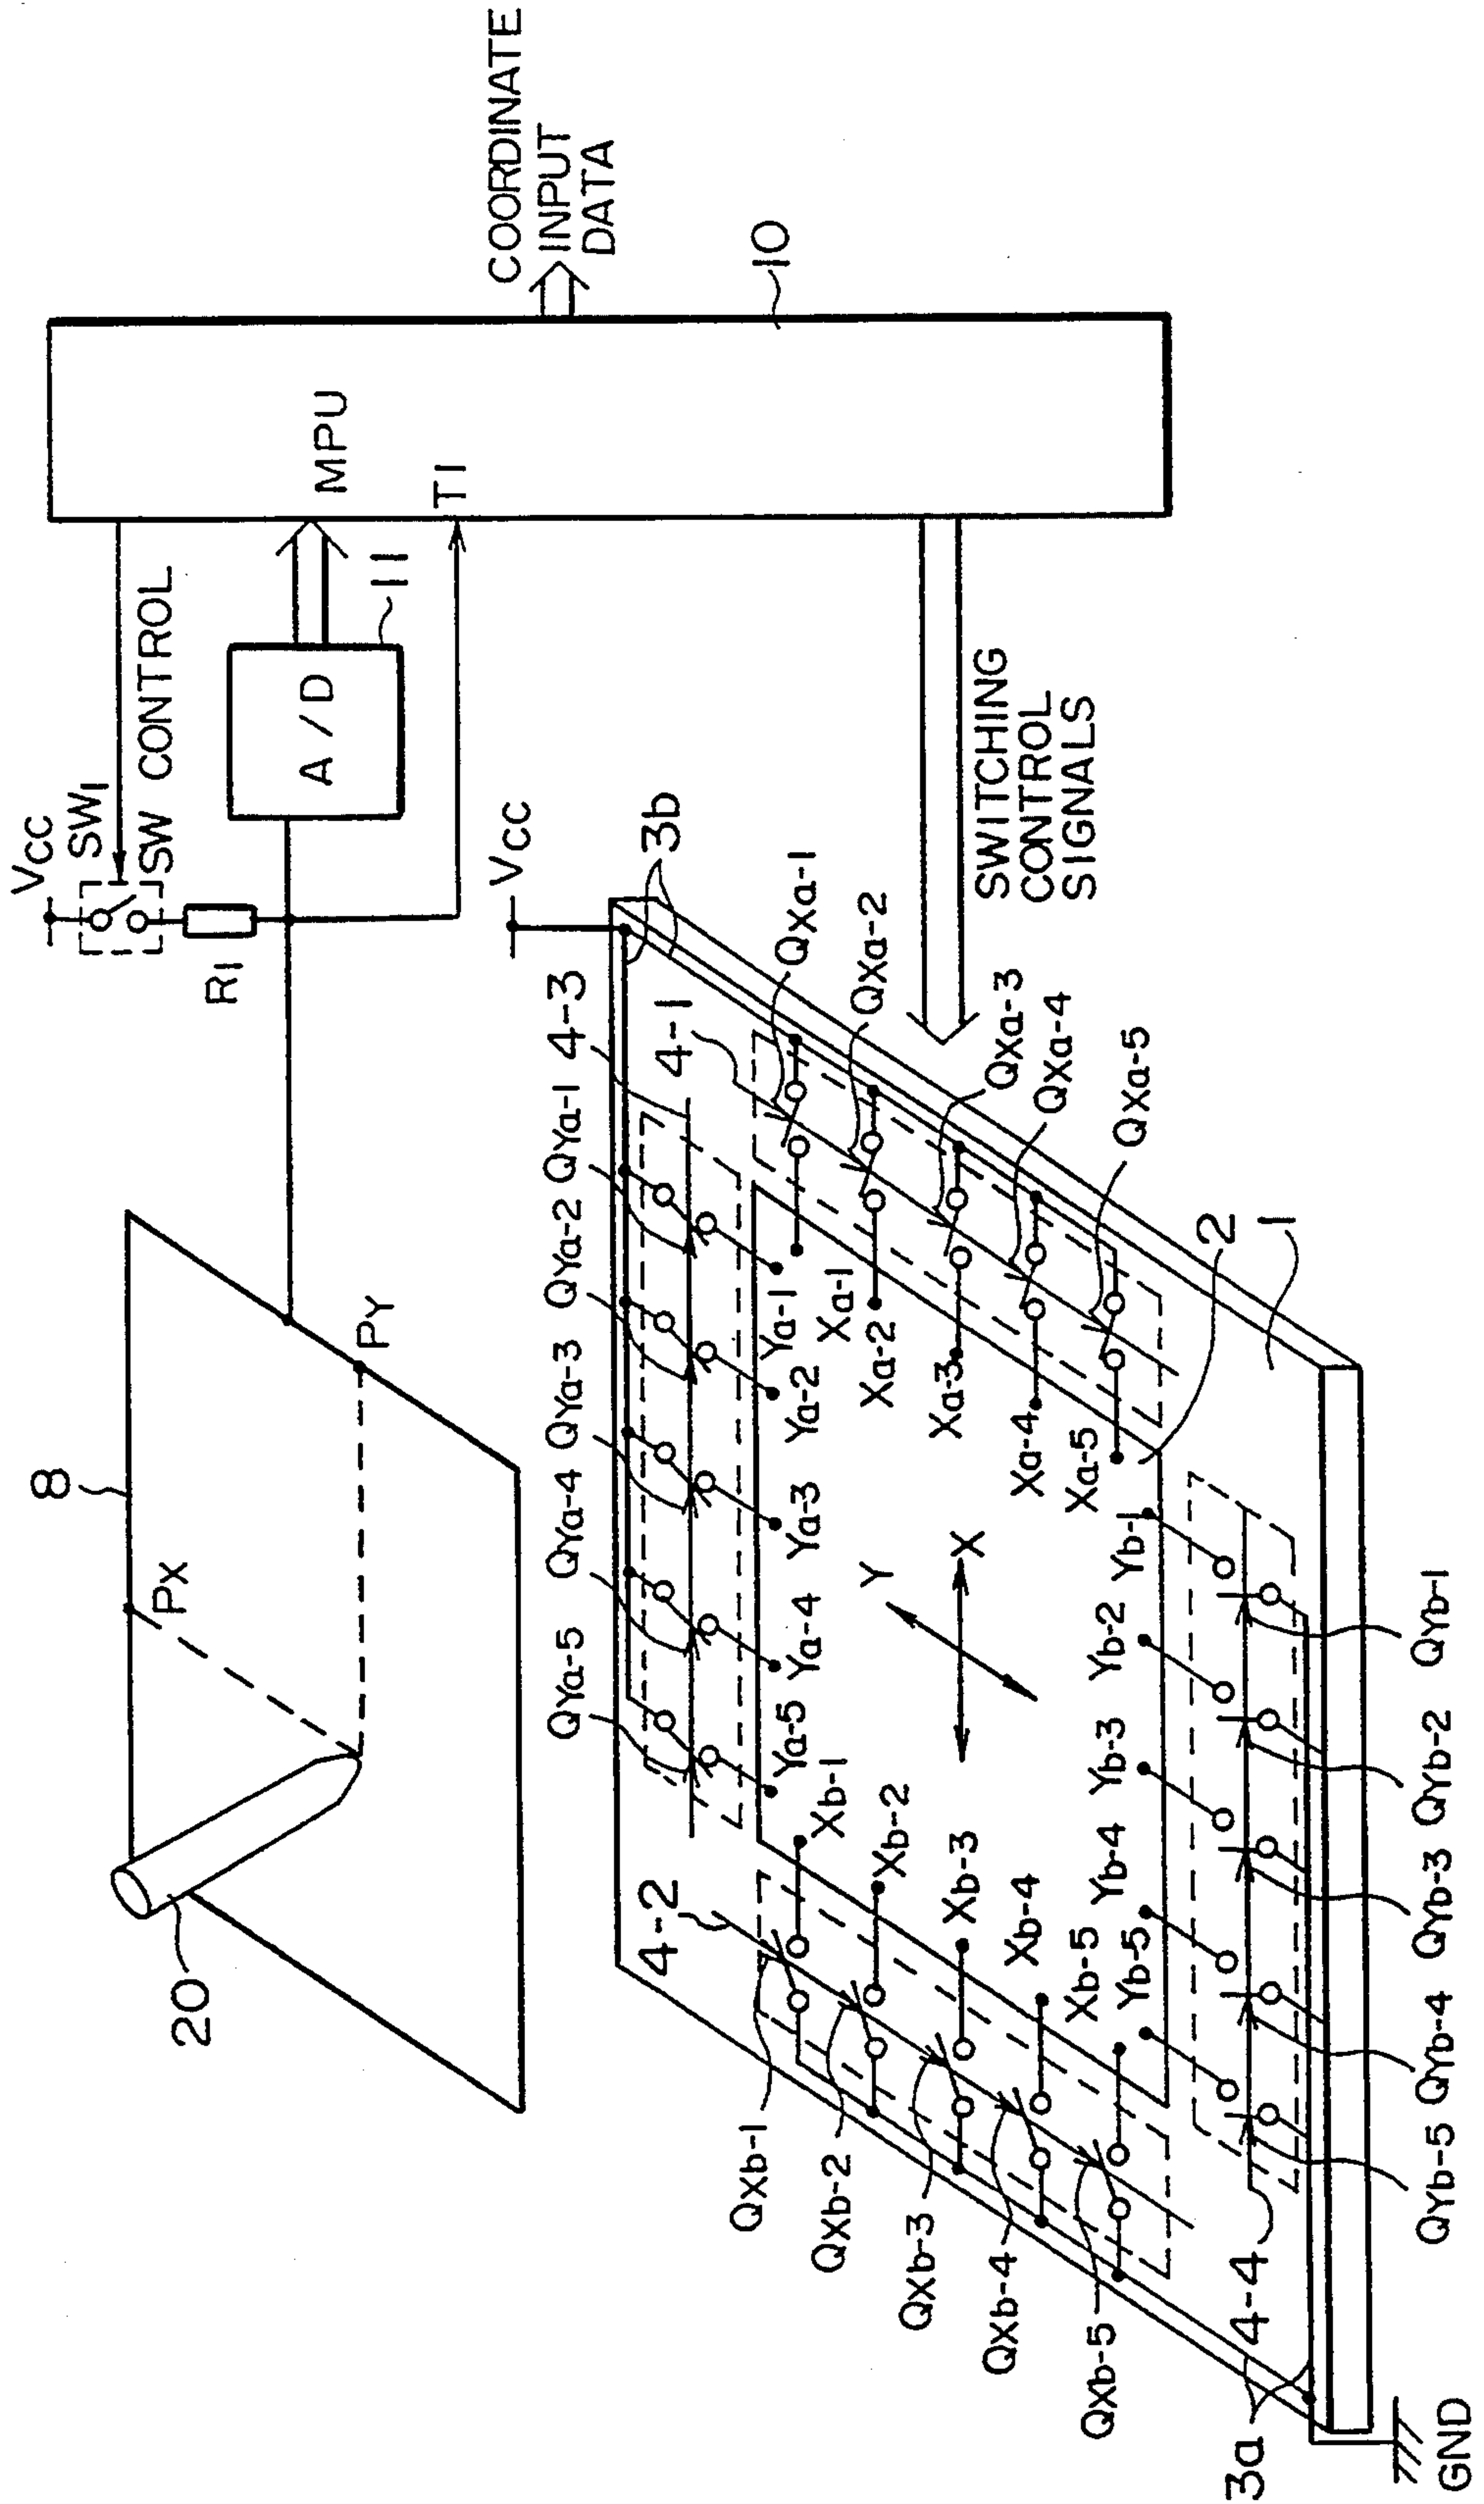 Vcc
SW1
SW CONTROL
R1
A/D
11
MPU
T1
COORDINATE
INPUT
DATA
10
Vcc
3b
SWITCHING
CONTROL
SIGNALS
8
PX
PY
20
4-3
4-1
QYa-1
QYa-2
QYa-3
QYa-4
QYa-5
QXa-1
QXa-2
QXa-3
QXa-4
QXa-5
Ya-1
Ya-2
Ya-3
Ya-4
Ya-5
Xa-1
Xa-2
Xa-3
Xa-4
Xa-5
2
1
Y
X
4-2
Xb-1
Xb-2
Xb-3
Xb-4
Xb-5
Yb-1
Yb-2
Yb-3
Yb-4
Yb-5
QXb-1
QXb-2
QXb-3
QXb-4
QXb-5
QYb-1
QYb-2
QYb-3
QYb-4
QYb-5
4-4
3a
GND